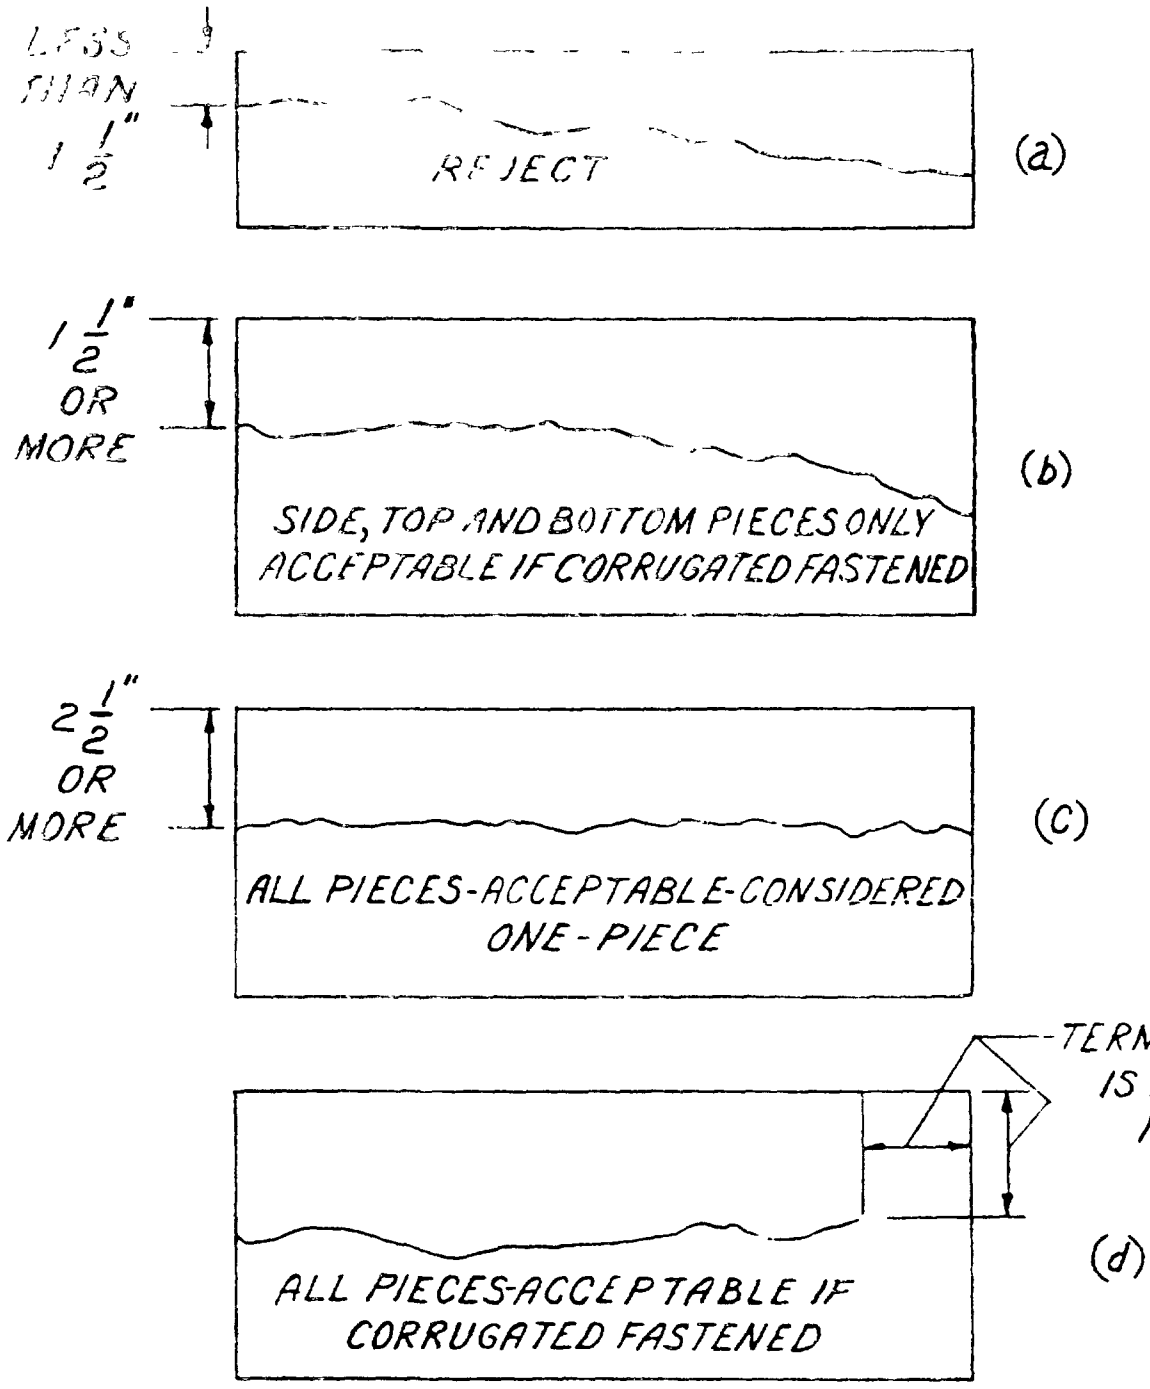 LESS
THAN
1 1/2"
REJECT
(a)
1 1/2"
OR
MORE
(b)
SIDE, TOP AND BOTTOM PIECES ONLY
ACCEPTABLE IF CORRUGATED FASTENED
2 1/2"
OR
MORE
(c)
ALL PIECES-ACCEPTABLE-CONSIDERED
ONE-PIECE
IS
(d)
ALL PIECES-ACCEPTABLE IF
CORRUGATED FASTENED